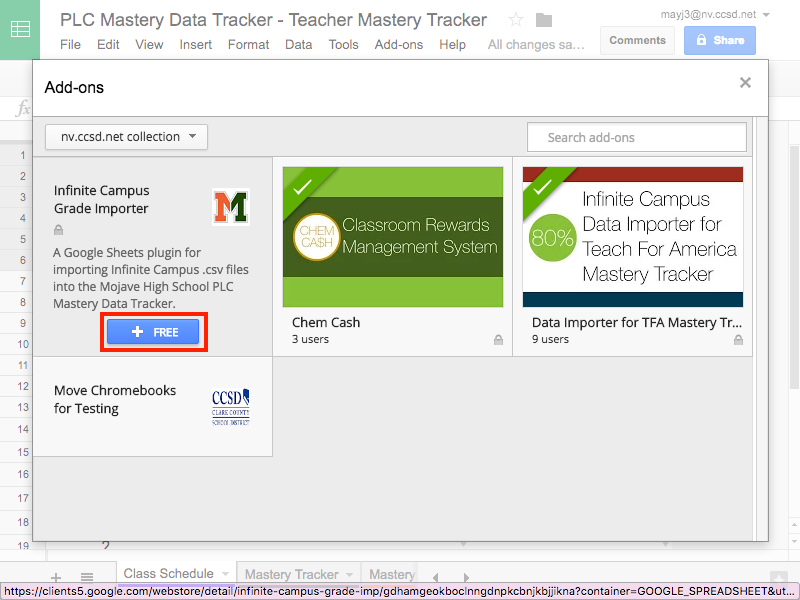 PLC Mastery Data Tracker - Teacher Mastery Tracker
mayj3@nv.ccsd.net
File Edit View Insert Format Data Tools Add-ons Help All changes sa...
Comments
Share
Add-ons
×
nv.ccsd.net collection
Search add-ons
fx
1
2
3
4
5
6
7
8
9
10
11
12
13
14
15
16
17
18
19
Infinite Campus
Grade Importer
M
A Google Sheets plugin for
importing Infinite Campus .csv files
into the Mojave High School PLC
Mastery Data Tracker.
+ FREE
CHEM
CA$H
Classroom Rewards
Management System
Chem Cash
3 users
80%
Infinite Campus
Data Importer for
Teach For America
Mastery Tracker
Data Importer for TFA Mastery Tr...
9 users
Move Chromebooks
for Testing
CCSD
CLARK COUNTY
SCHOOL DISTRICT
+ Class Schedule Mastery Tracker Mastery
https://clients5.google.com/webstore/detail/infinite-campus-grade-imp/gdhamgeokboclnngdnpkcbnjkbjjikna?container=GOOGLE_SPREADSHEET&ut...